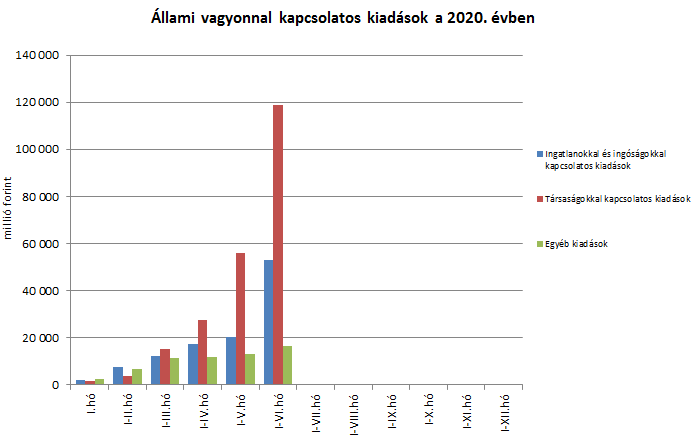 Állami vagyonnal kapcsolatos kiadások a 2020. évben
140 000
120 000
100 000
80 000
60 000
40 000
20 000
0
millió forint
I.hó
I-II.hó
I-III.hó
I-IV.hó
I-V.hó
I-VI.hó
I-VII.hó
I-VIII.hó
I-IX.hó
I-X.hó
I-XI.hó
I-XII.hó
Ingatlanokkal és ingóságokkal
kapcsolatos kiadások
Társaságokkal kapcsolatos kiadások
Egyéb kiadások